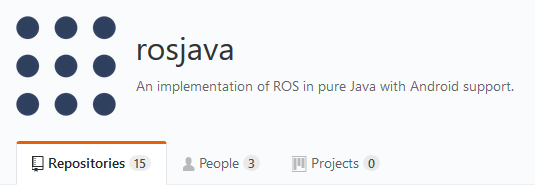 rosjava
An implementation of ROS in pure Java with Android support.
Repositories 15 People 3 Projects 0